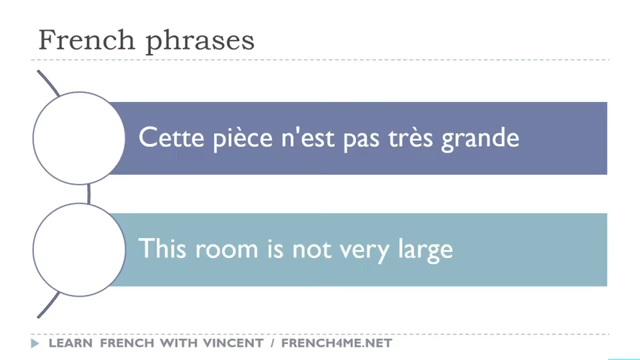 French phrases
Cette pièce n'est pas très grande
This room is not very large
LEARN FRENCH WITH VINCENT / FRENCH4ME.NET